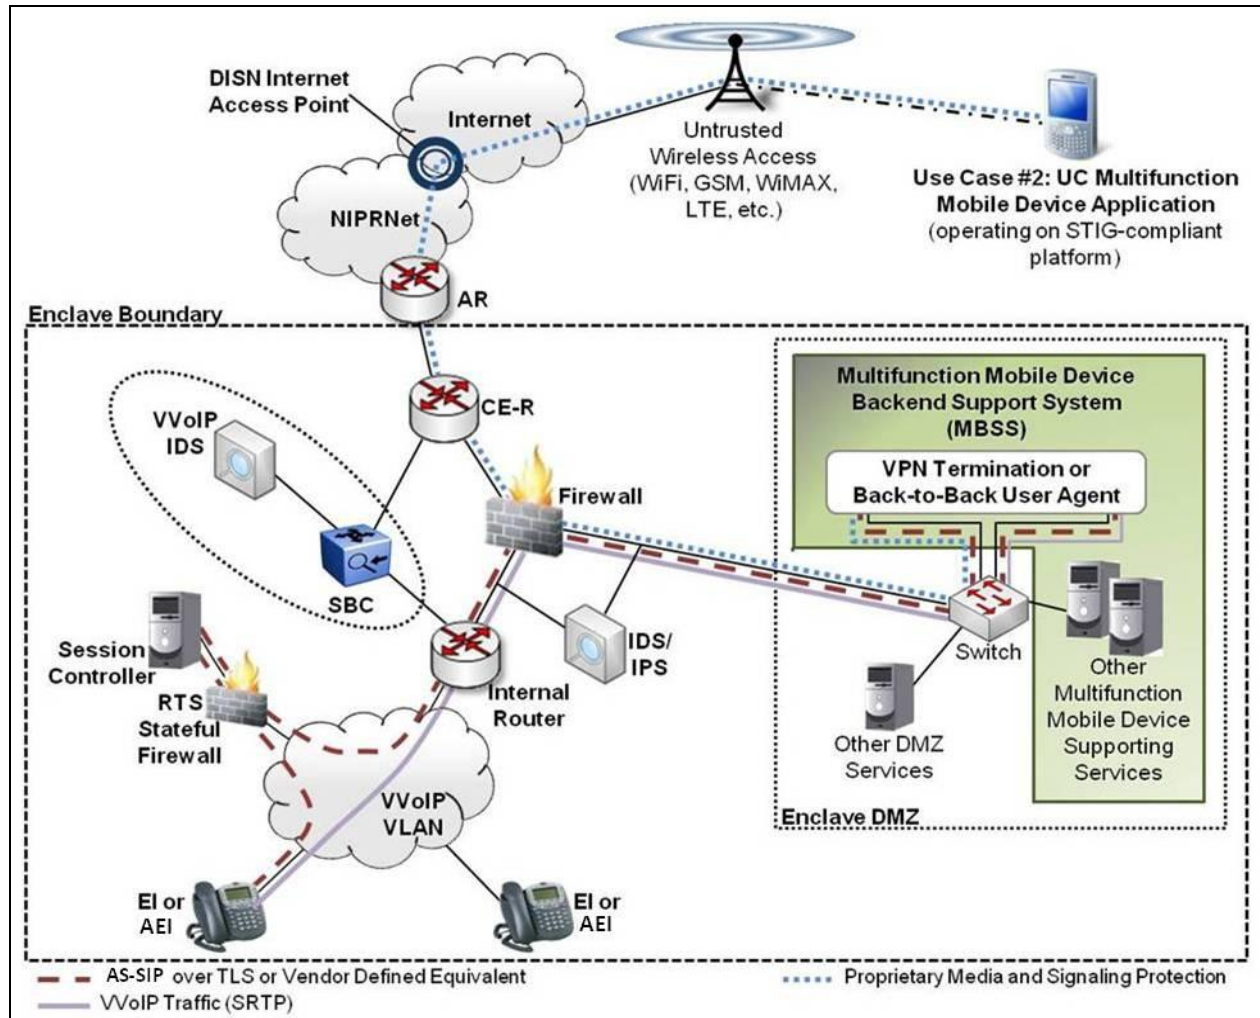 DISN Internet
Access Point
Internet
NIPRNet
Untrusted
Wireless Access
(WiFi, GSM, WiMAX,
LTE, etc.)
Use Case #2: UC Multifunction
Mobile Device Application
(operating on STIG-compliant
platform)
AR
Enclave Boundary
CE-R
VVoIP
IDS
SBC
Firewall
Multifunction Mobile Device
Backend Support System
(MBSS)
VPN Termination or
Back-to-Back User Agent
Session
Controller
RTS
Stateful
Firewall
Internal
Router
IDS/
IPS
Switch
Other DMZ
Services
Other
Multifunction
Mobile Device
Supporting
Services
Enclave DMZ
VVoIP
VLAN
EI or
AEI
EI or
AEI
AS-SIP over TLS or Vendor Defined Equivalent
VVoIP Traffic (SRTP)
Proprietary Media and Signaling Protection